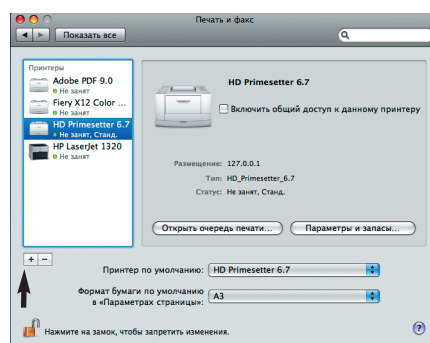 Печать и факс
Показать все
Принтеры
Adobe PDF 9.0
Не занят
Fiery X12 Color ...
Не занят
HD Primesetter 6.7
Не занят, Станд.
HP LaserJet 1320
Не занят
HD Primesetter 6.7
Включить общий доступ к данному принтеру
Размещение: 127.0.0.1
Тип: HD_Primesetter_6.7
Статус: Не занят, Станд.
Открыть очередь печати... Параметры и запасы...
+ −
Принтер по умолчанию: HD Primesetter 6.7
Формат бумаги по умолчанию
в «Параметрах страницы»: A3
Нажмите на замок, чтобы запретить изменения. ?